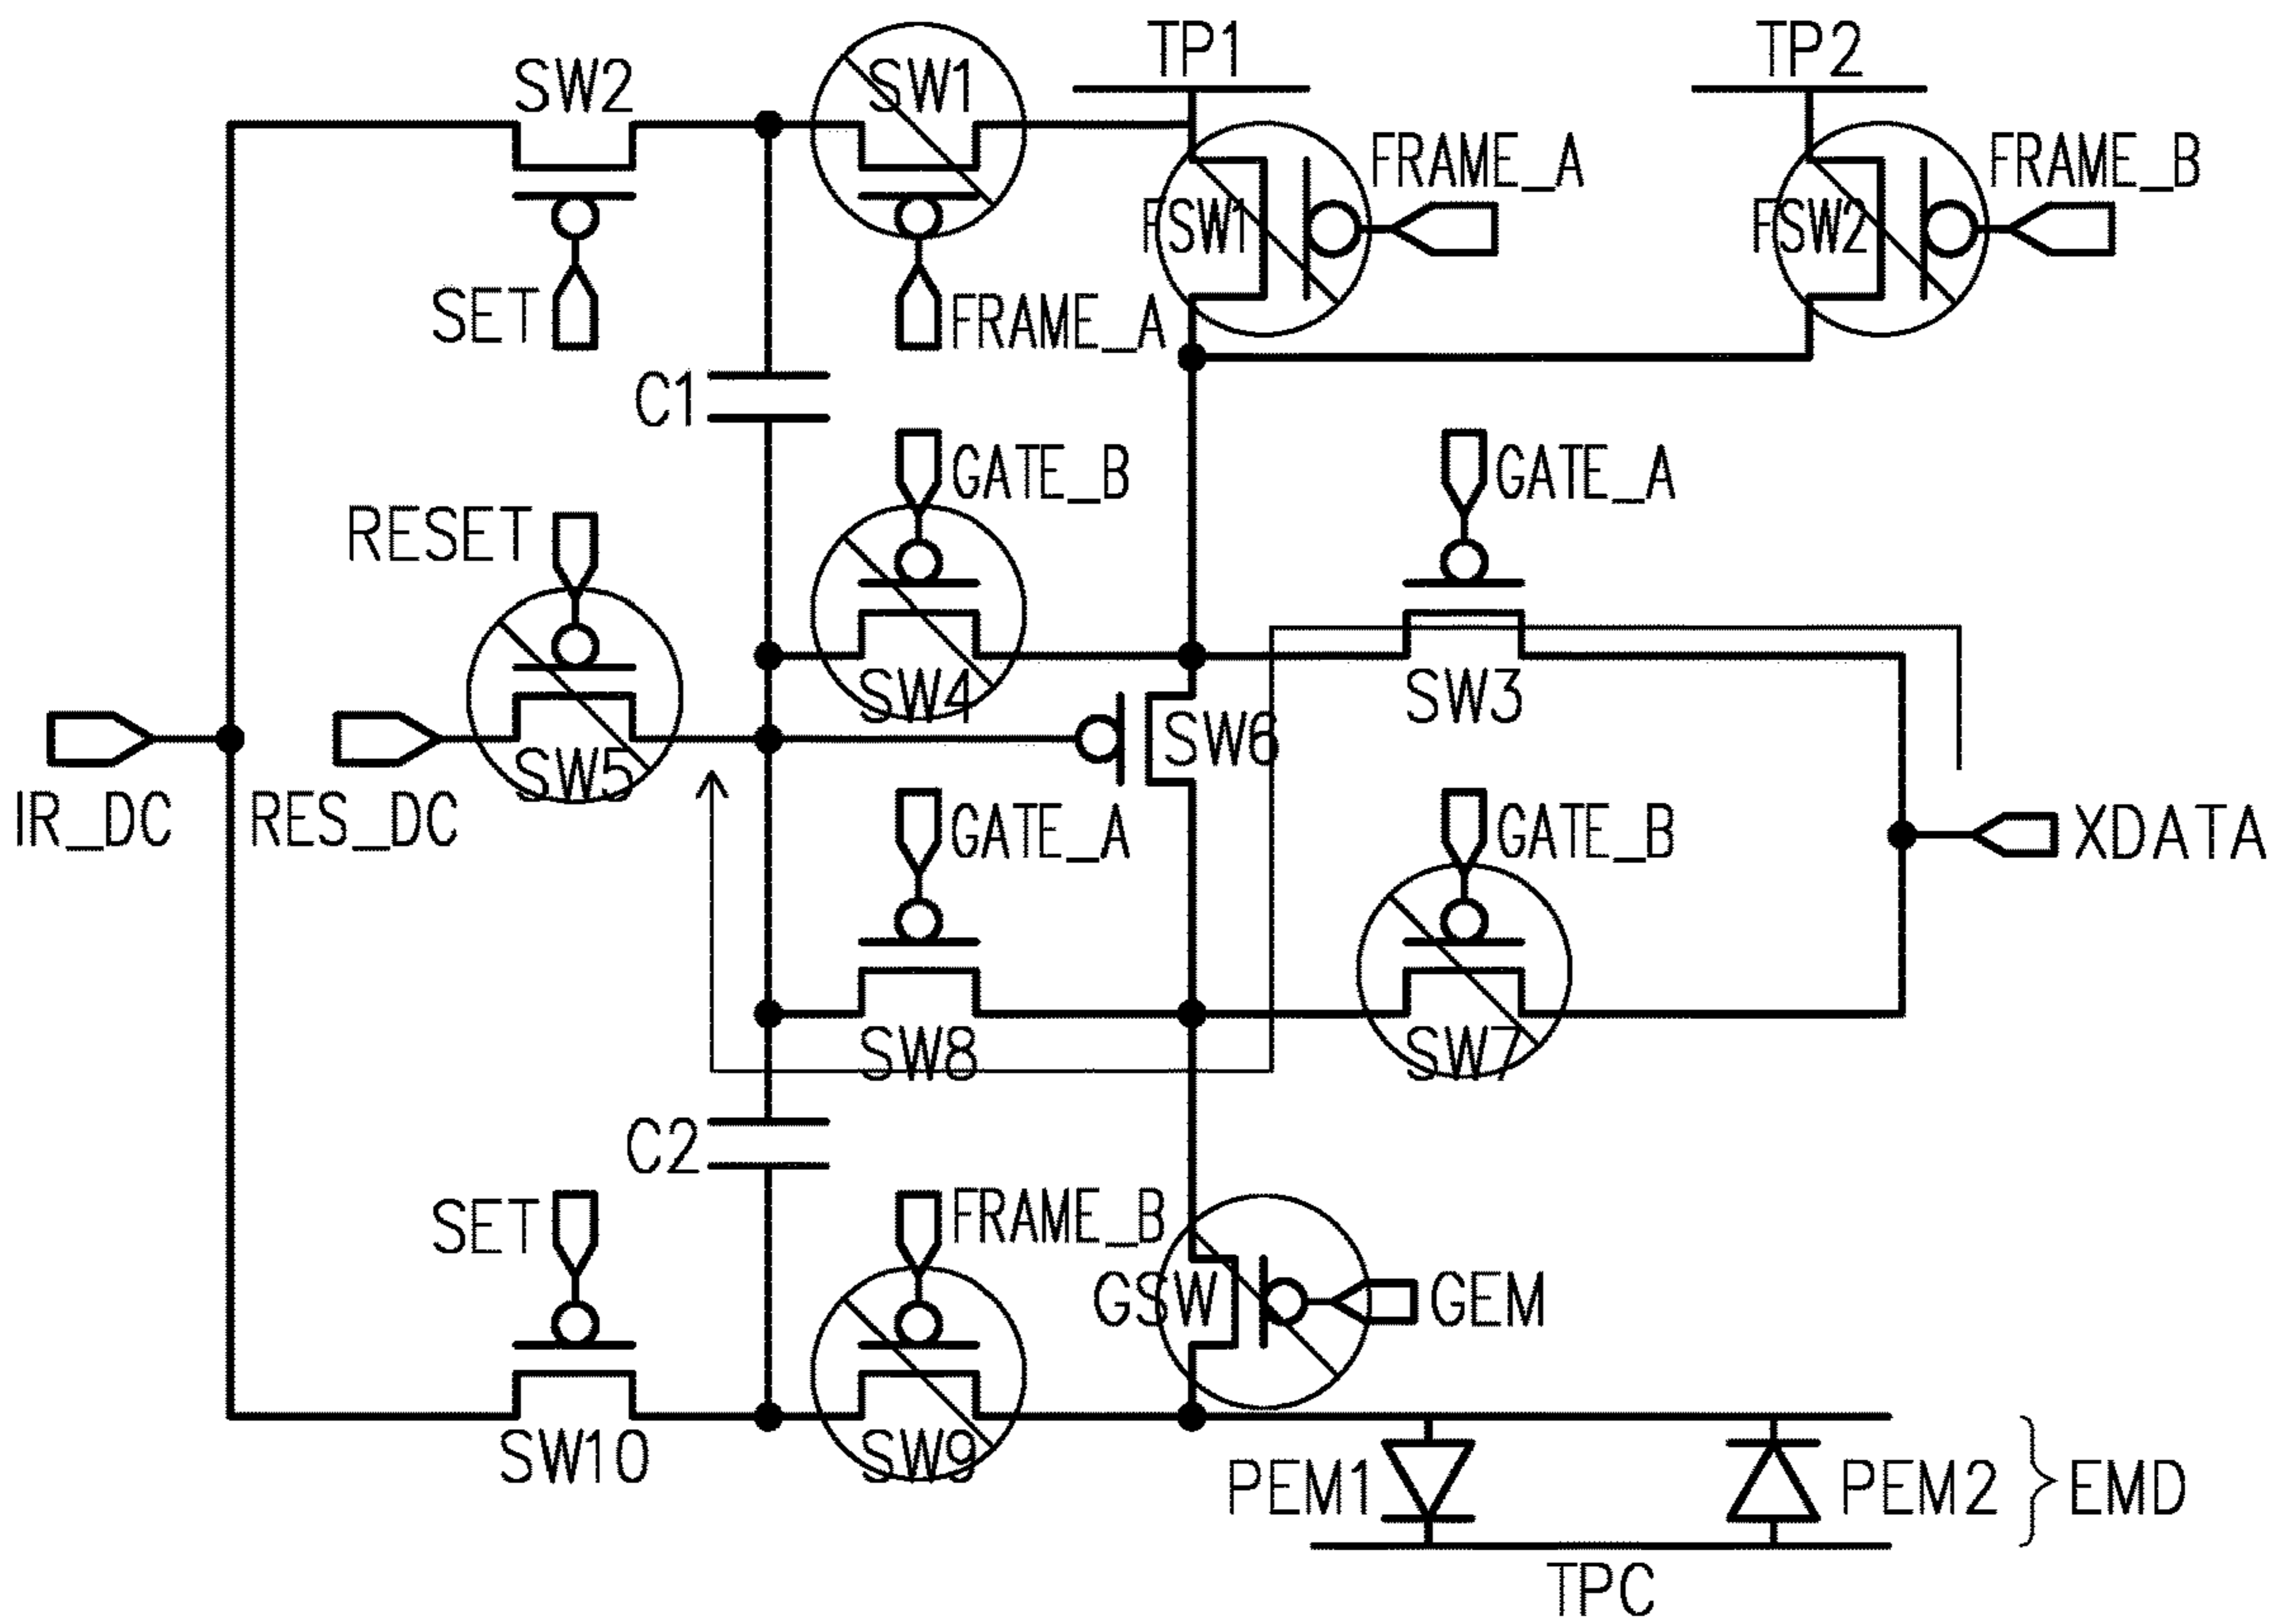 TP1
TP2
SW2
SW1
FRAME_A
FRAME_B
FSW1
FSW2
SET
FRAME_A
C1
GATE_B
GATE_A
RESET
SW4
SW3
SW6
SW5
IR_DC
RES_DC
GATE_A
GATE_B
XDATA
SW8
SW7
C2
SET
FRAME_B
GSW
GEM
SW10
SW9
PEM1
PEM2
EMD
TPC